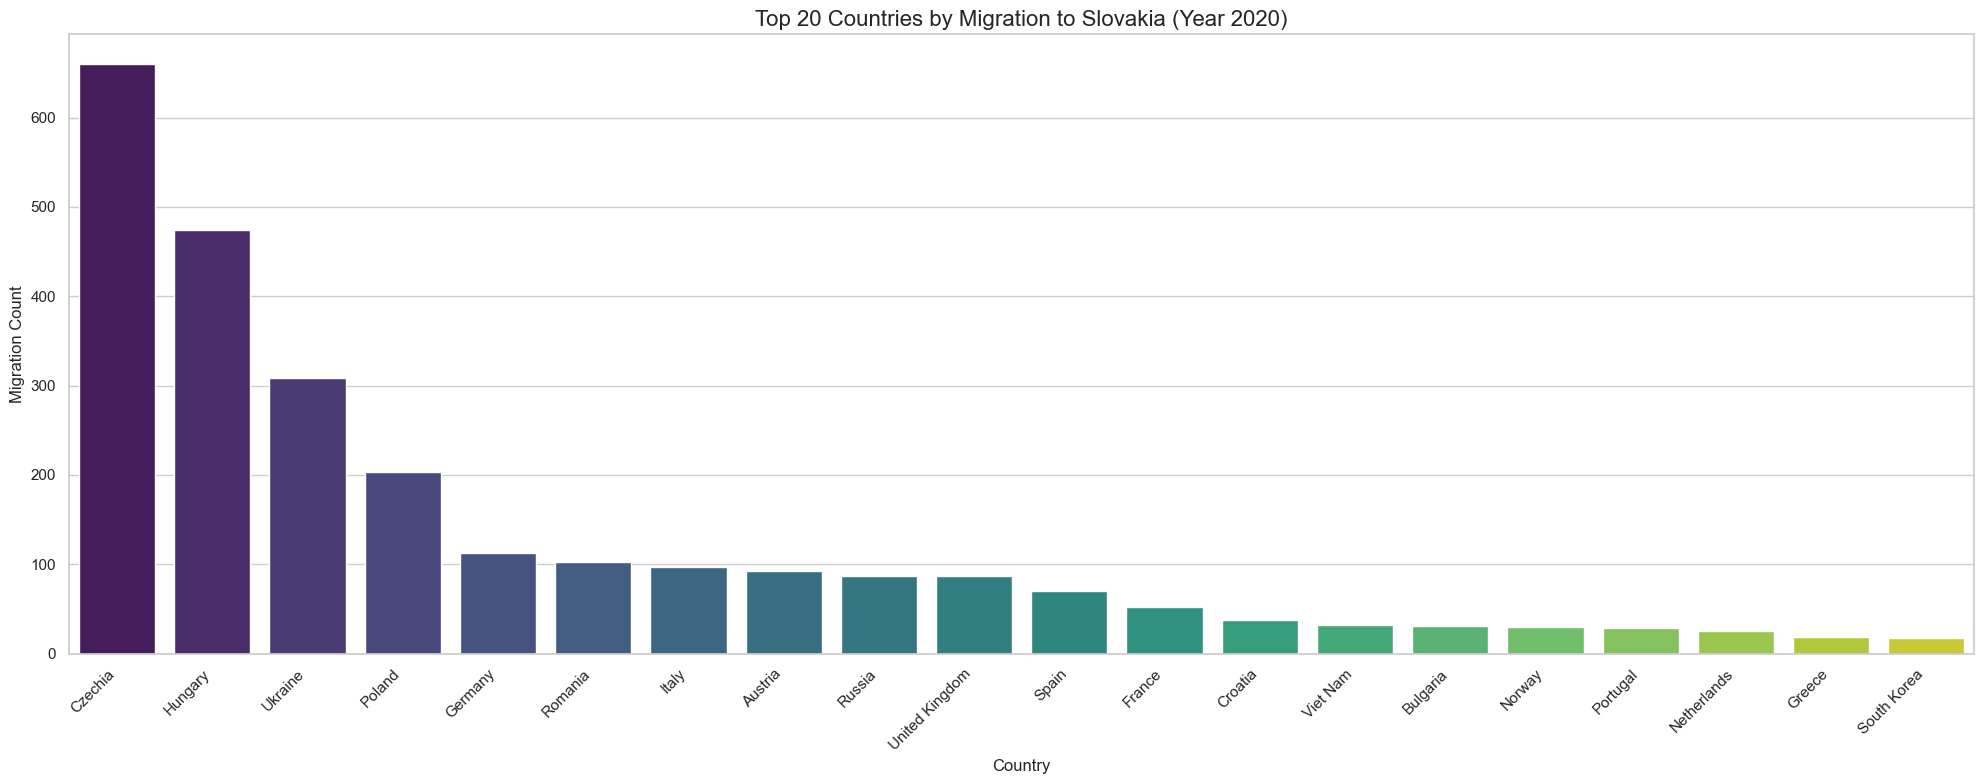 Top 20 Countries by Migration to Slovakia (Year 2020)
Migration Count
600
500
400
300
200
100
0
Czechia
Hungary
Ukraine
Poland
Germany
Romania
Italy
Austria
Russia
United Kingdom
Spain
France
Croatia
Viet Nam
Bulgaria
Norway
Portugal
Netherlands
Greece
South Korea
Country